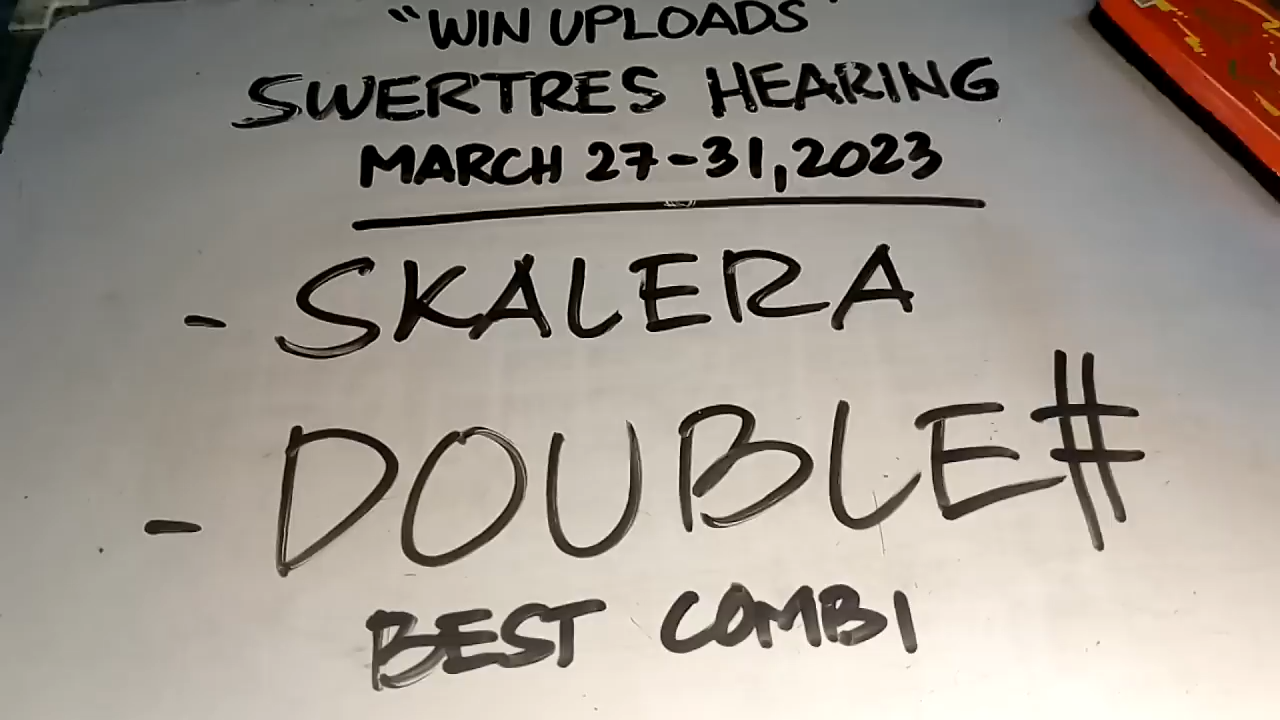 "WIN UPLOADS"
SWERTRES HEARING
MARCH 27-31,2023
- SKALERA
- DOUBLE#
BEST COMBI